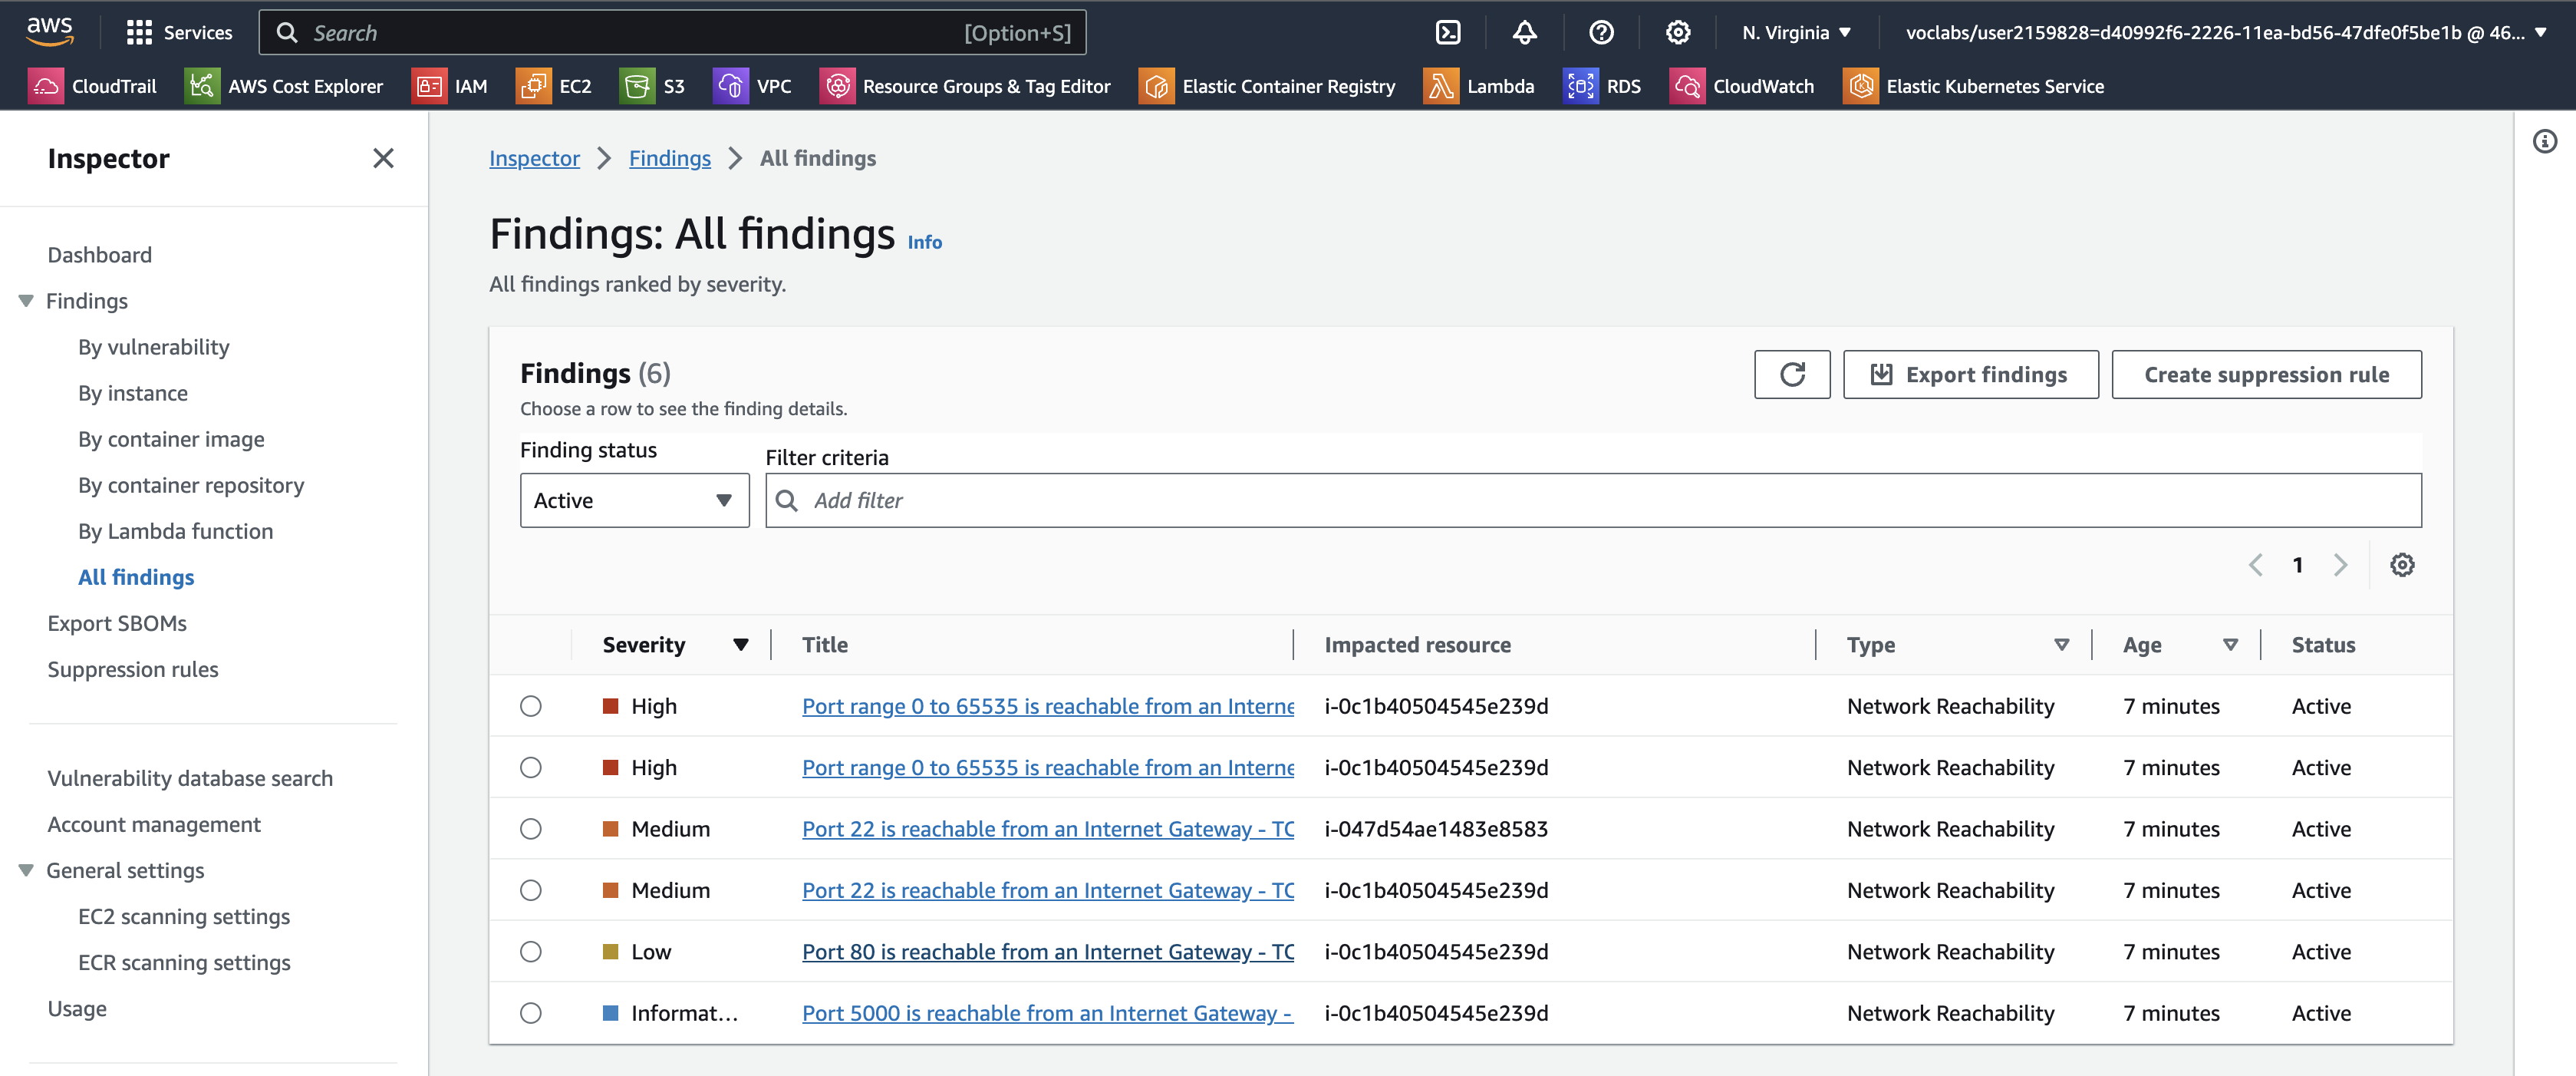 aws
Services
Search [Option+S]
N. Virginia
voclabs/user2159828=d40992f6-2226-11ea-bd56-47dfe0f5be1b @ 46...
CloudTrail
AWS Cost Explorer
IAM
EC2
S3
VPC
Resource Groups & Tag Editor
Elastic Container Registry
Lambda
RDS
CloudWatch
Elastic Kubernetes Service
Inspector
Dashboard
Findings
By vulnerability
By instance
By container image
By container repository
By Lambda function
All findings
Export SBOMs
Suppression rules
Vulnerability database search
Account management
General settings
EC2 scanning settings
ECR scanning settings
Usage
Inspector > Findings > All findings
Findings: All findings Info
All findings ranked by severity.
Findings (6)
Choose a row to see the finding details.
Export findings
Create suppression rule
Finding status
Active
Filter criteria
Add filter
1
Severity Title Impacted resource Type Age Status
High Port range 0 to 65535 is reachable from an Interne i-0c1b40504545e239d Network Reachability 7 minutes Active
High Port range 0 to 65535 is reachable from an Interne i-0c1b40504545e239d Network Reachability 7 minutes Active
Medium Port 22 is reachable from an Internet Gateway - TC i-047d54ae1483e8583 Network Reachability 7 minutes Active
Medium Port 22 is reachable from an Internet Gateway - TC i-0c1b40504545e239d Network Reachability 7 minutes Active
Low Port 80 is reachable from an Internet Gateway - TC i-0c1b40504545e239d Network Reachability 7 minutes Active
Informat... Port 5000 is reachable from an Internet Gateway - i-0c1b40504545e239d Network Reachability 7 minutes Active